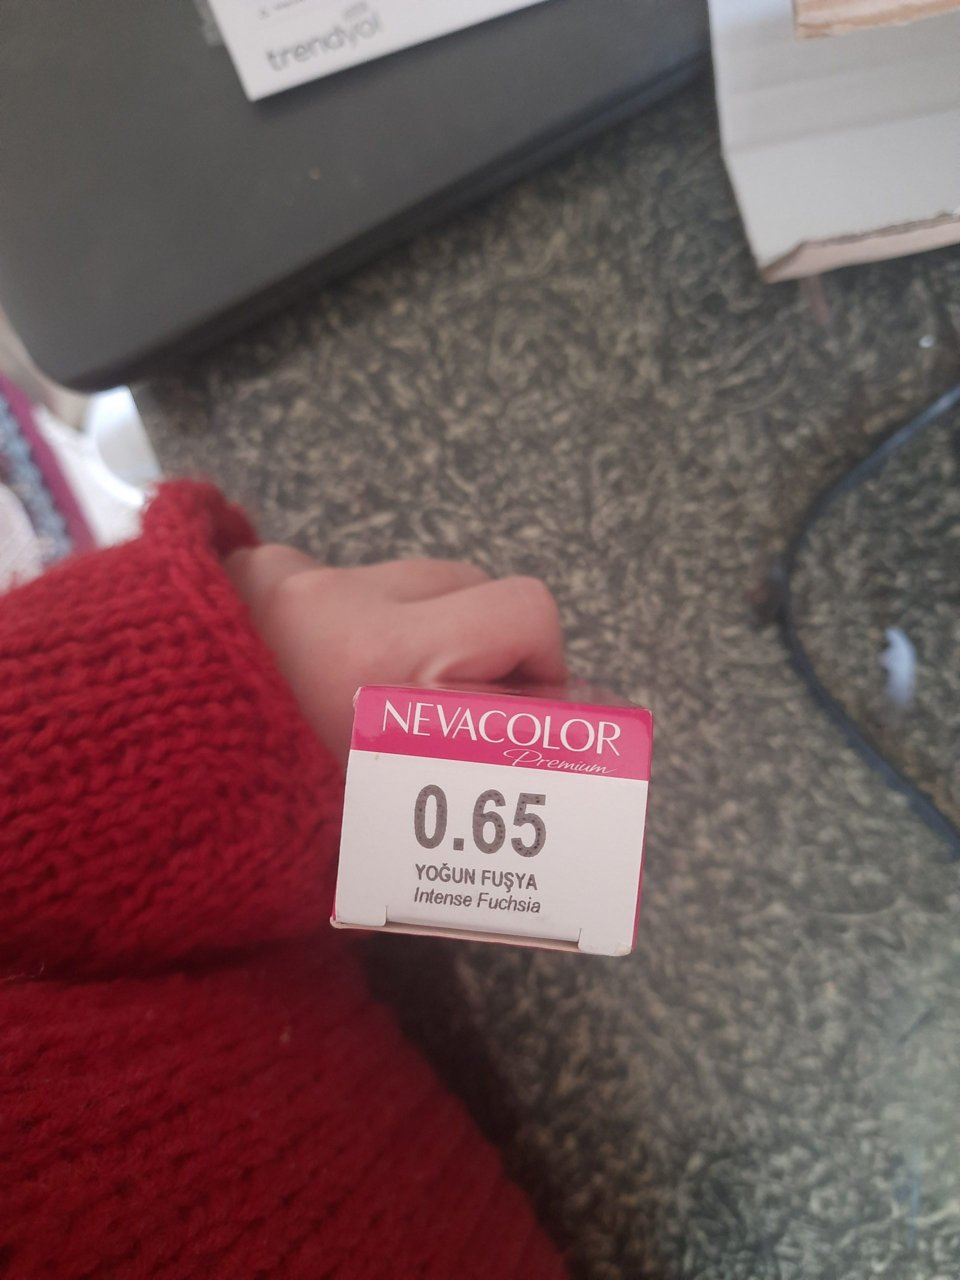 trendyol
NEVACOLOR
Premium
0.65
YOĞUN FUŞYA
Intense Fuchsia